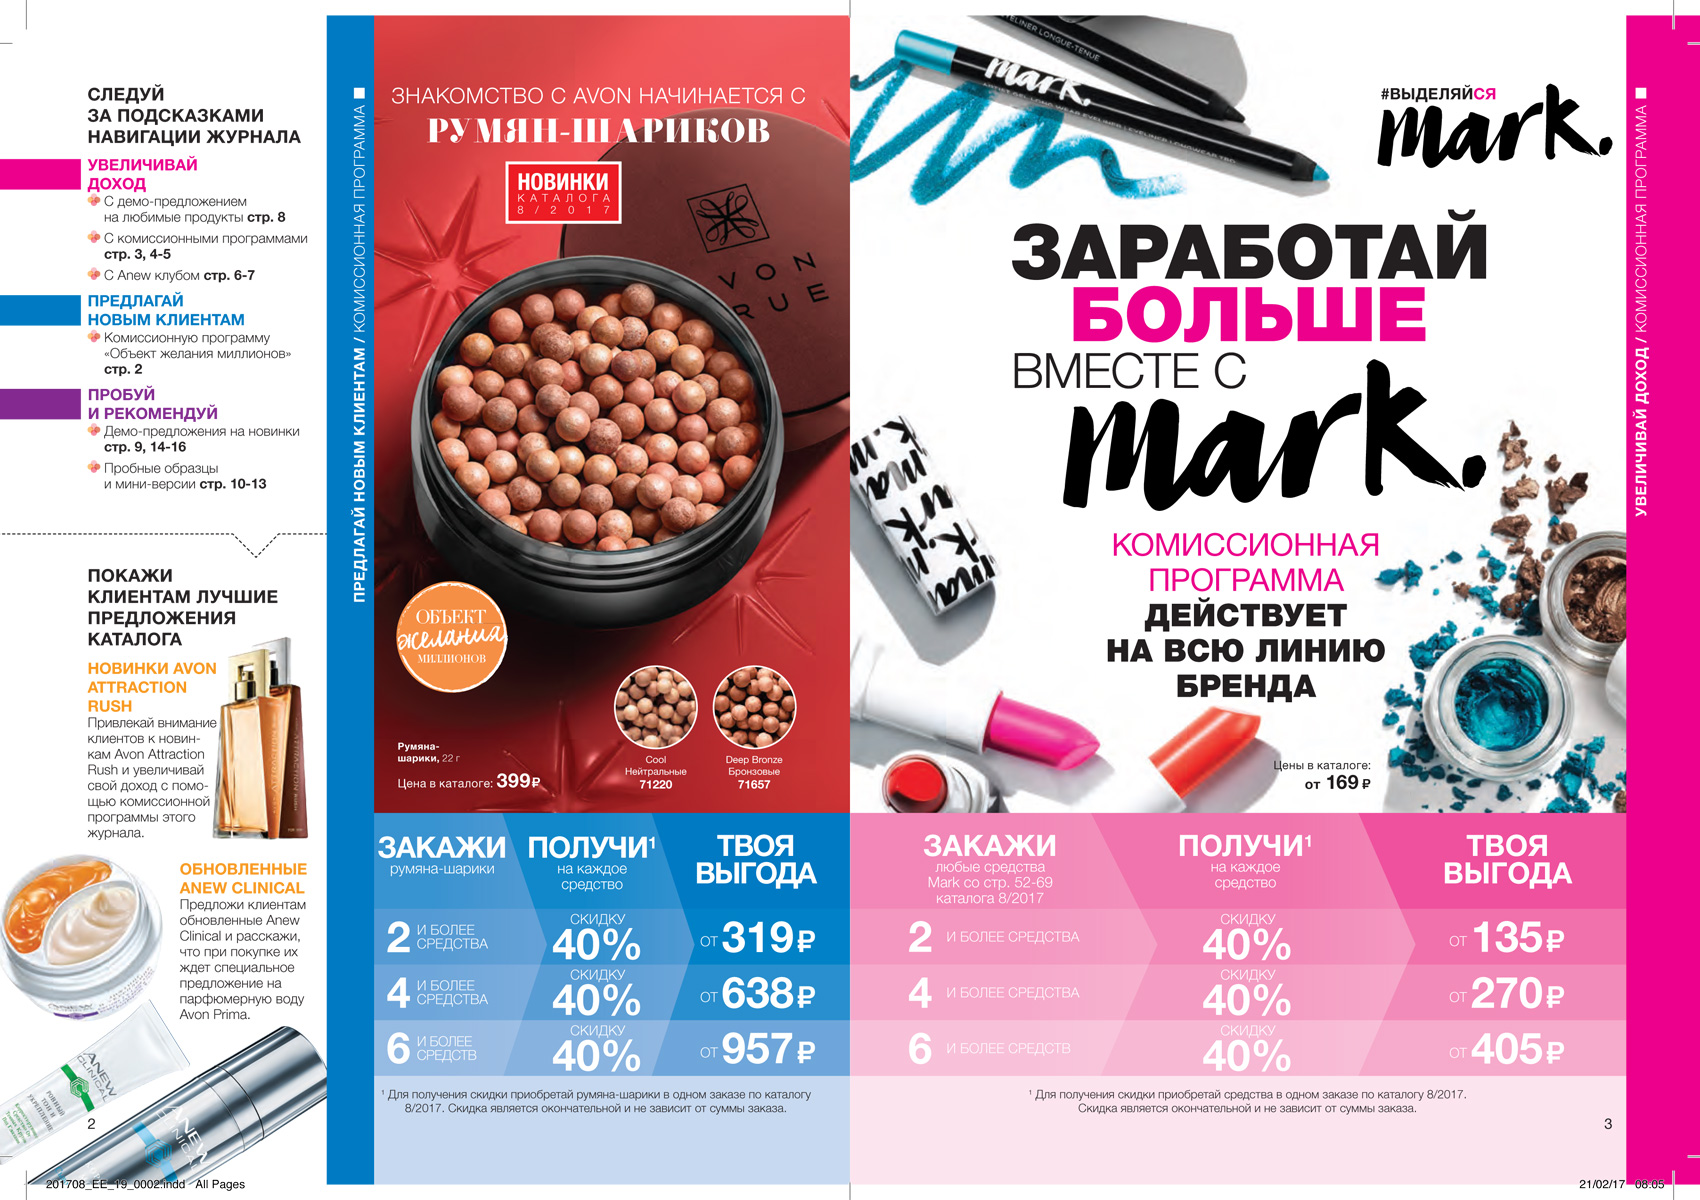 СЛЕДУЙ
ЗА ПОДСКАЗКАМИ
НАВИГАЦИИ ЖУРНАЛА
УВЕЛИЧИВАЙ
ДОХОД
С демо-предложением
на любимые продукты стр. 8
С комиссионными программами
стр. 3, 4-5
С Anew клубом стр. 6-7
ПРЕДЛАГАЙ
НОВЫМ КЛИЕНТАМ
Комиссионную программу
«Объект желания миллионов»
стр. 2
ПРОБУЙ
И РЕКОМЕНДУЙ
Демо-предложения на новинки
стр. 9, 14-16
Пробные образцы
и мини-версии стр. 10-13
ПОКАЖИ
КЛИЕНТАМ ЛУЧШИЕ
ПРЕДЛОЖЕНИЯ
КАТАЛОГА
НОВИНКИ AVON
ATTRACTION
RUSH
Привлекай внимание
клиентов к новин-
кам Avon Attraction
Rush и увеличивай
свой доход с помо-
щью комиссионной
программы этого
журнала.
ОБНОВЛЕННЫЕ
ANEW CLINICAL
Предложи клиентам
обновленные Anew
Clinical и расскажи,
что при покупке их
ждет специальное
предложение на
парфюмерную воду
Avon Prima.
ANEW
CLINICAL
РОВНЫЙ
ТОН И
УКРЕПЛЕНИЕ
ANEW
CLINICAL
2
201708_EE_19_0002.indd All Pages
ПРЕДЛАГАЙ НОВЫМ КЛИЕНТАМ / КОМИССИОННАЯ ПРОГРАММА
ЗНАКОМСТВО С AVON НАЧИНАЕТСЯ С
РУМЯН-ШАРИКОВ
НОВИНКИ
КАТАЛОГА
8/2017
VON
RUE
ОБЪЕКТ
желания
МИЛЛИОНОВ
Румяна-
шарики, 22 г
Цена в каталоге: 399 ₽
Cool
Нейтральные
71220
Deep Bronze
Бронзовые
71657
ЗАКАЖИ
румяна-шарики
ПОЛУЧИ¹
на каждое
средство
ТВОЯ
ВЫГОДА
2 И БОЛЕЕ СРЕДСТВА СКИДКУ 40% ОТ 319 ₽
4 И БОЛЕЕ СРЕДСТВА СКИДКУ 40% ОТ 638 ₽
6 И БОЛЕЕ СРЕДСТВ СКИДКУ 40% ОТ 957 ₽
¹ Для получения скидки приобретай румяна-шарики в одном заказе по каталогу
8/2017. Скидка является окончательной и не зависит от суммы заказа.
EYELINER LONGUE-TENUE
mark.
#ВЫДЕЛЯЙСЯ
mark.
ЗАРАБОТАЙ
БОЛЬШЕ
ВМЕСТЕ С
mark.
КОМИССИОННАЯ
ПРОГРАММА
ДЕЙСТВУЕТ
НА ВСЮ ЛИНИЮ
БРЕНДА
Цены в каталоге:
от 169 ₽
ЗАКАЖИ
любые средства
Mark со стр. 52-69
каталога 8/2017
ПОЛУЧИ¹
на каждое
средство
ТВОЯ
ВЫГОДА
2 И БОЛЕЕ СРЕДСТВА СКИДКУ 40% ОТ 135 ₽
4 И БОЛЕЕ СРЕДСТВА СКИДКУ 40% ОТ 270 ₽
6 И БОЛЕЕ СРЕДСТВ СКИДКУ 40% ОТ 405 ₽
¹ Для получения скидки приобретай средства в одном заказе по каталогу 8/2017.
Скидка является окончательной и не зависит от суммы заказа.
УВЕЛИЧИВАЙ ДОХОД / КОМИССИОННАЯ ПРОГРАММА
3
21/02/17 08:05